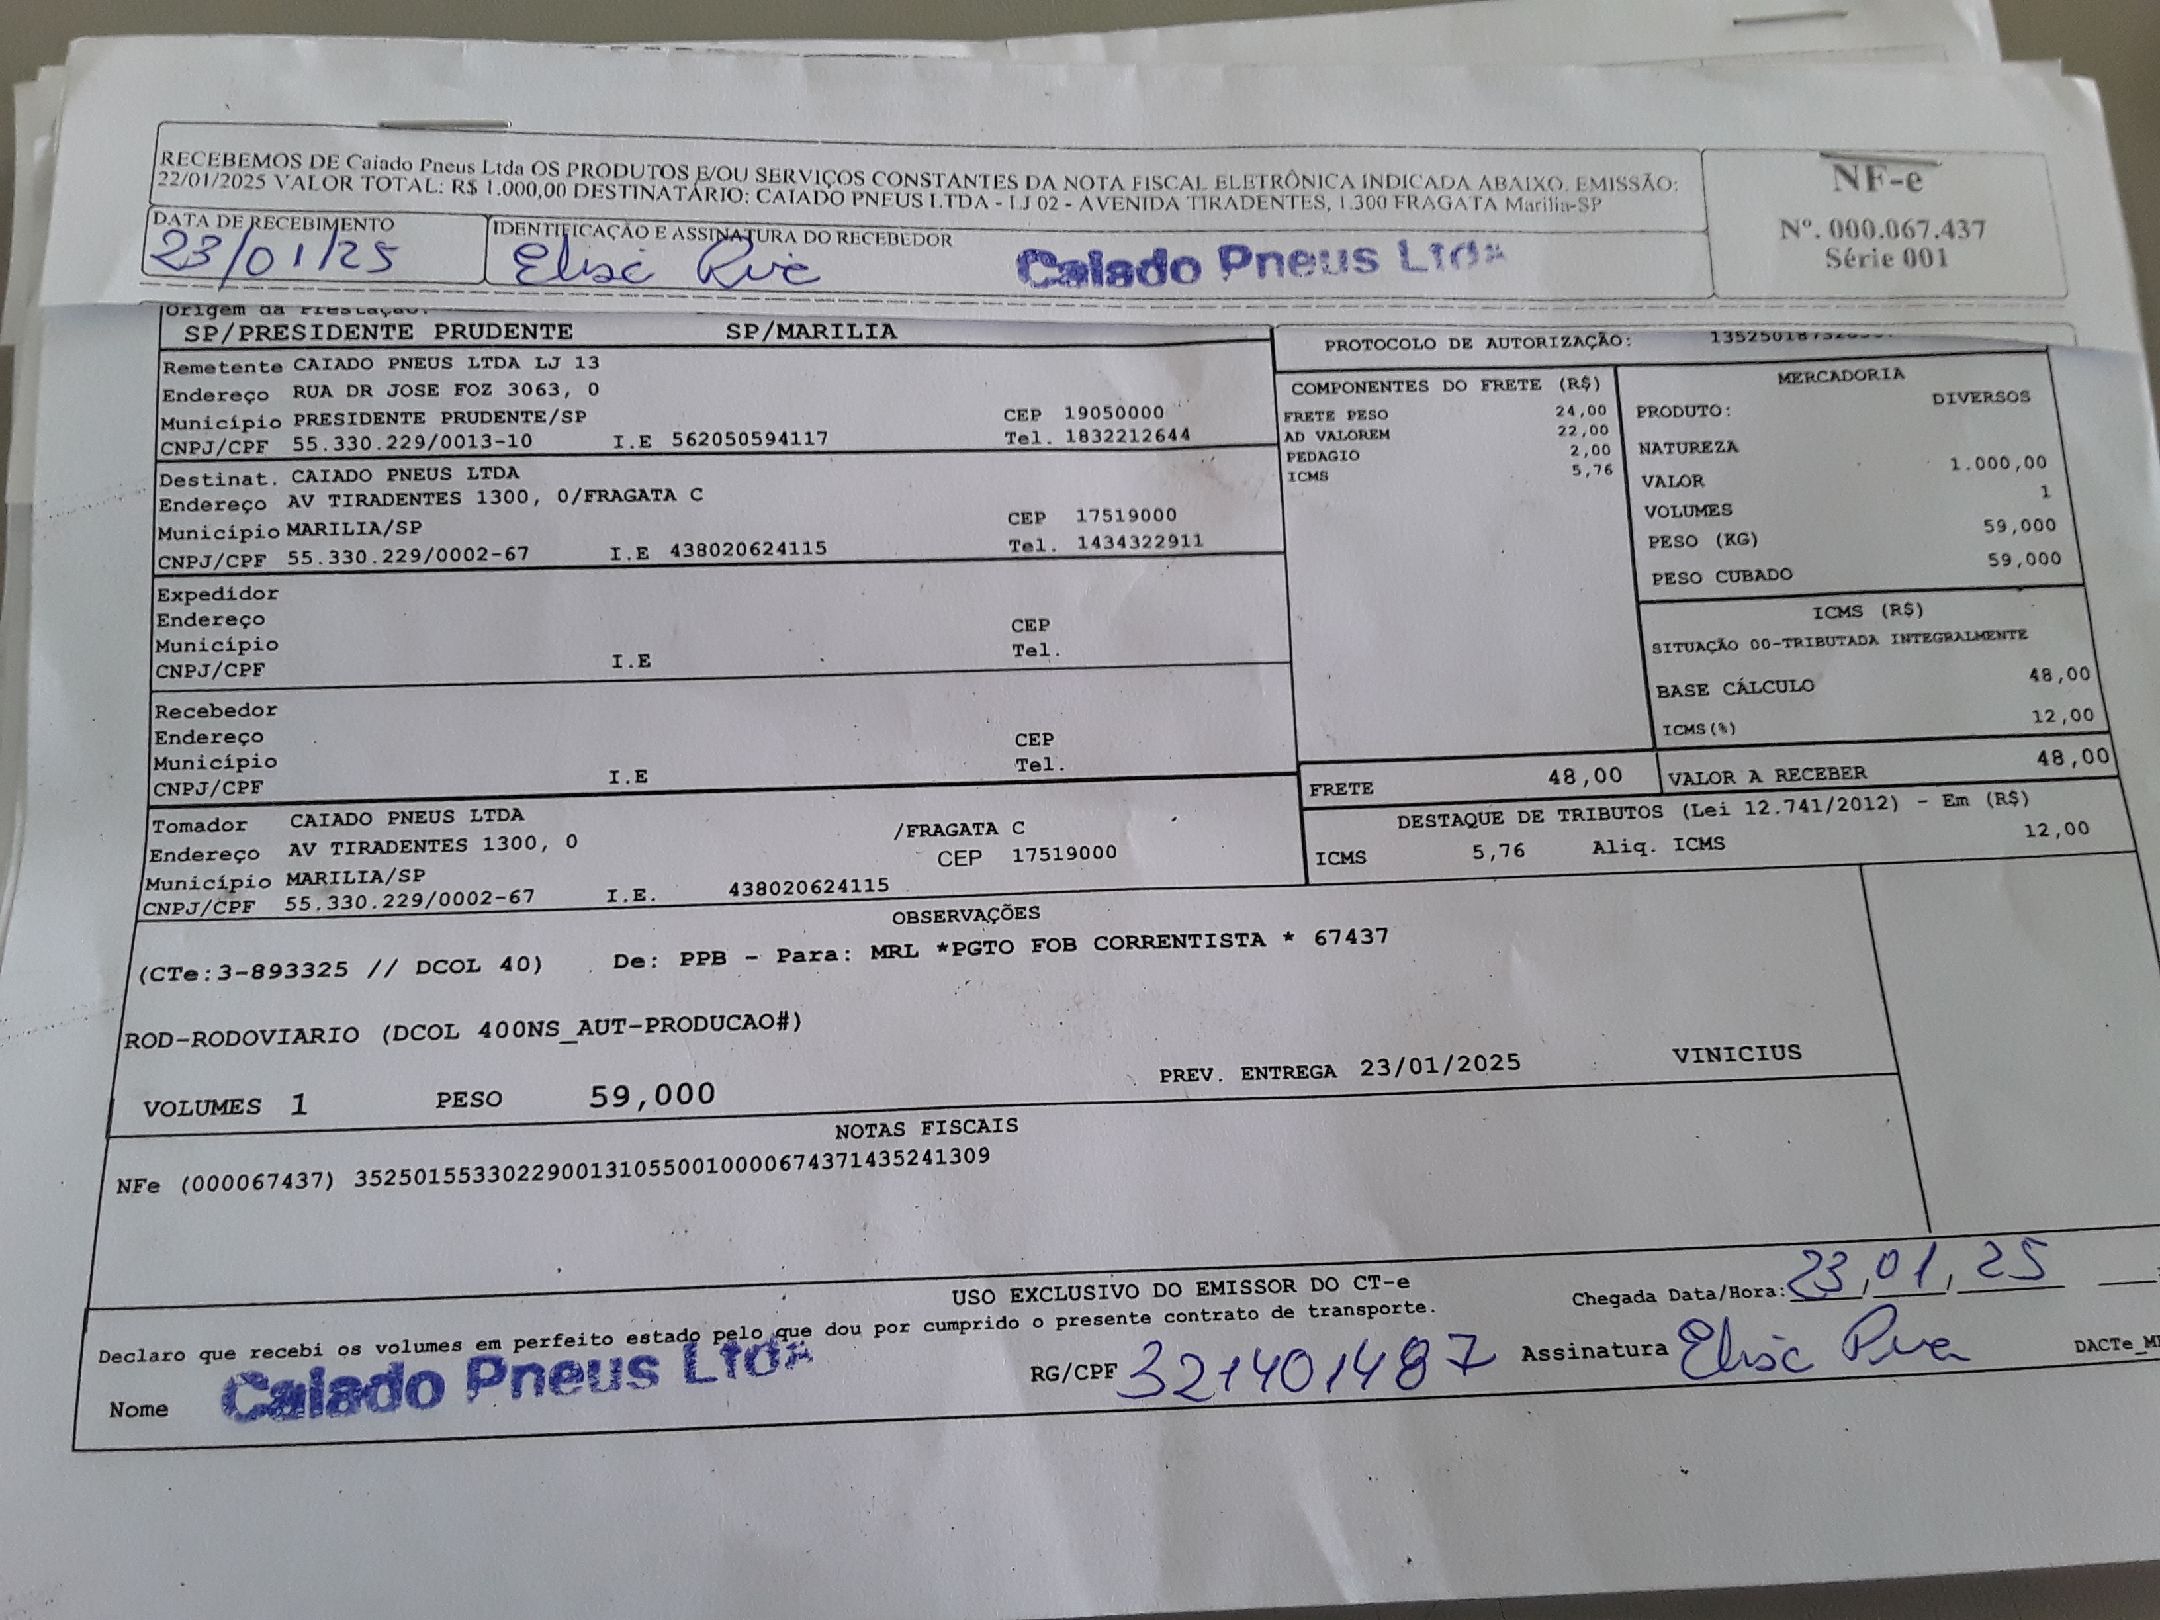 RECEBEMOS DE Caiado Pneus Ltda OS PRODUTOS E/OU SERVIÇOS CONSTANTES DA NOTA FISCAL ELETRÔNICA INDICADA ABAIXO. EMISSÃO:
22/01/2025 VALOR TOTAL: R$ 1.000,00 DESTINATÁRIO: CAIADO PNEUS LTDA - LJ 02 - AVENIDA TIRADENTES, 1.300 FRAGATA Marilia-SP
NF-e
Nº. 000.067.437
Série 001
DATA DE RECEBIMENTO
23/01/25
IDENTIFICAÇÃO E ASSINATURA DO RECEBEDOR
Caiado Pneus Ltda
Origem da Prestação:
SP/PRESIDENTE PRUDENTE SP/MARILIA
Remetente CAIADO PNEUS LTDA LJ 13
Endereço RUA DR JOSE FOZ 3063, 0
Município PRESIDENTE PRUDENTE/SP CEP 19050000
CNPJ/CPF 55.330.229/0013-10 I.E 562050594117 Tel. 1832212644
Destinat. CAIADO PNEUS LTDA
Endereço AV TIRADENTES 1300, 0/FRAGATA C
Município MARILIA/SP CEP 17519000
CNPJ/CPF 55.330.229/0002-67 I.E 438020624115 Tel. 1434322911
Expedidor
Endereço
Município CEP
CNPJ/CPF I.E Tel.
Recebedor
Endereço
Município CEP
CNPJ/CPF I.E Tel.
Tomador CAIADO PNEUS LTDA
Endereço AV TIRADENTES 1300, 0 /FRAGATA C
Município MARILIA/SP CEP 17519000
CNPJ/CPF 55.330.229/0002-67 I.E. 438020624115
PROTOCOLO DE AUTORIZAÇÃO:
COMPONENTES DO FRETE (R$)
FRETE PESO 24,00
AD VALOREM 22,00
PEDAGIO 2,00
ICMS 5,76
MERCADORIA
PRODUTO: DIVERSOS
NATUREZA
VALOR 1.000,00
VOLUMES 1
PESO (KG) 59,000
PESO CUBADO 59,000
ICMS (R$)
SITUAÇÃO 00-TRIBUTADA INTEGRALMENTE
BASE CÁLCULO 48,00
ICMS(%) 12,00
FRETE 48,00 VALOR A RECEBER 48,00
DESTAQUE DE TRIBUTOS (Lei 12.741/2012) - Em (R$)
ICMS 5,76 Aliq. ICMS 12,00
OBSERVAÇÕES
(CTe:3-893325 // DCOL 40) De: PPB - Para: MRL *PGTO FOB CORRENTISTA * 67437
ROD-RODOVIARIO (DCOL 400NS_AUT-PRODUCAO#)
VOLUMES 1 PESO 59,000 PREV. ENTREGA 23/01/2025 VINICIUS
NOTAS FISCAIS
NFe (000067437) 35250155330229001310550010000674371435241309
USO EXCLUSIVO DO EMISSOR DO CT-e
Declaro que recebi os volumes em perfeito estado pelo que dou por cumprido o presente contrato de transporte.
Chegada Data/Hora: 23,01,25
Nome Caiado Pneus Ltda RG/CPF 321401487 Assinatura